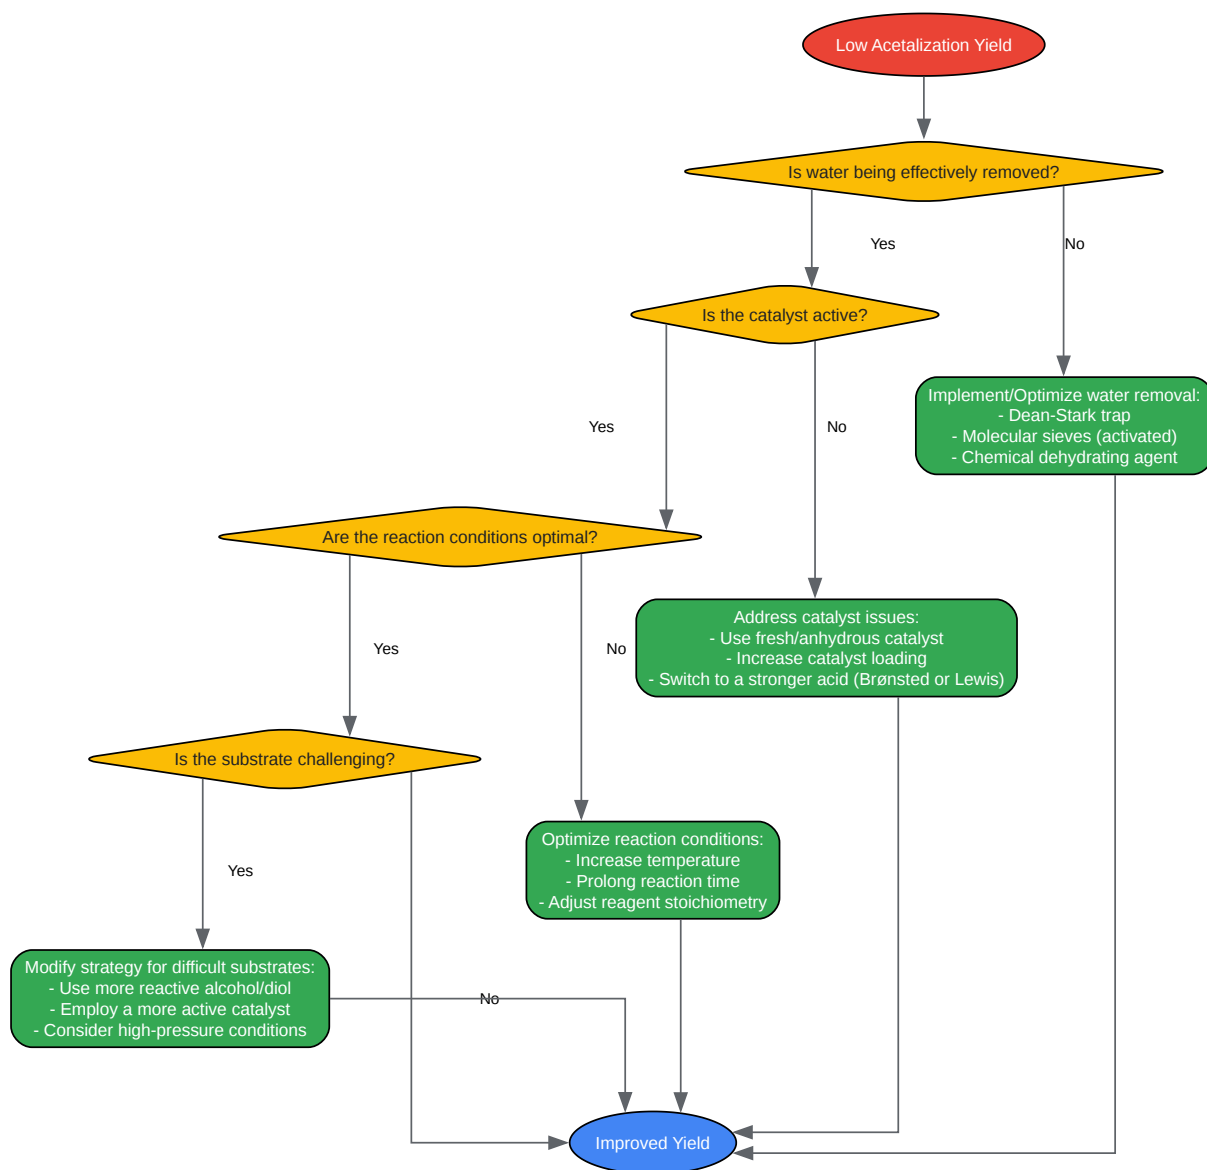 Low Acetalization Yield
Is water being effectively removed?
Yes
No
Is the catalyst active?
Implement/Optimize water removal:
- Dean-Stark trap
- Molecular sieves (activated)
- Chemical dehydrating agent
Yes
No
Are the reaction conditions optimal?
Address catalyst issues:
- Use fresh/anhydrous catalyst
- Increase catalyst loading
- Switch to a stronger acid (Brønsted or Lewis)
Yes
No
Is the substrate challenging?
Optimize reaction conditions:
- Increase temperature
- Prolong reaction time
- Adjust reagent stoichiometry
Yes
Modify strategy for difficult substrates:
- Use more reactive alcohol/diol
- Employ a more active catalyst
- Consider high-pressure conditions
No
Improved Yield